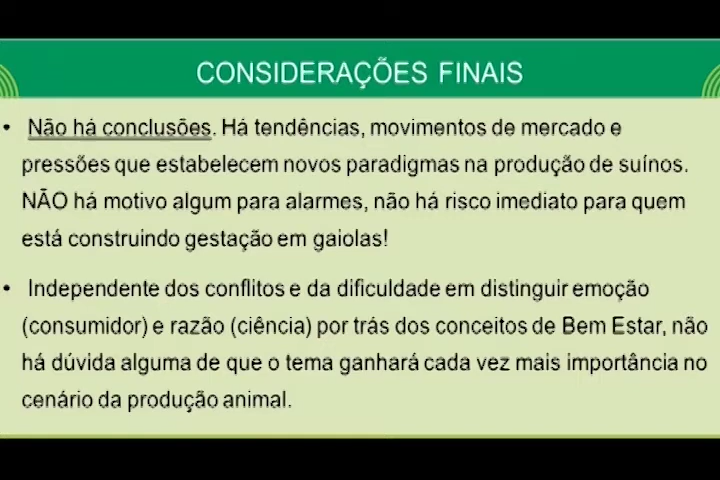 CONSIDERAÇÕES FINAIS
• Não há conclusões. Há tendências, movimentos de mercado e
pressões que estabelecem novos paradigmas na produção de suínos.
NÃO há motivo algum para alarmes, não há risco imediato para quem
está construindo gestação em gaiolas!
• Independente dos conflitos e da dificuldade em distinguir emoção
(consumidor) e razão (ciência) por trás dos conceitos de Bem Estar, não
há dúvida alguma de que o tema ganhará cada vez mais importância no
cenário da produção animal.